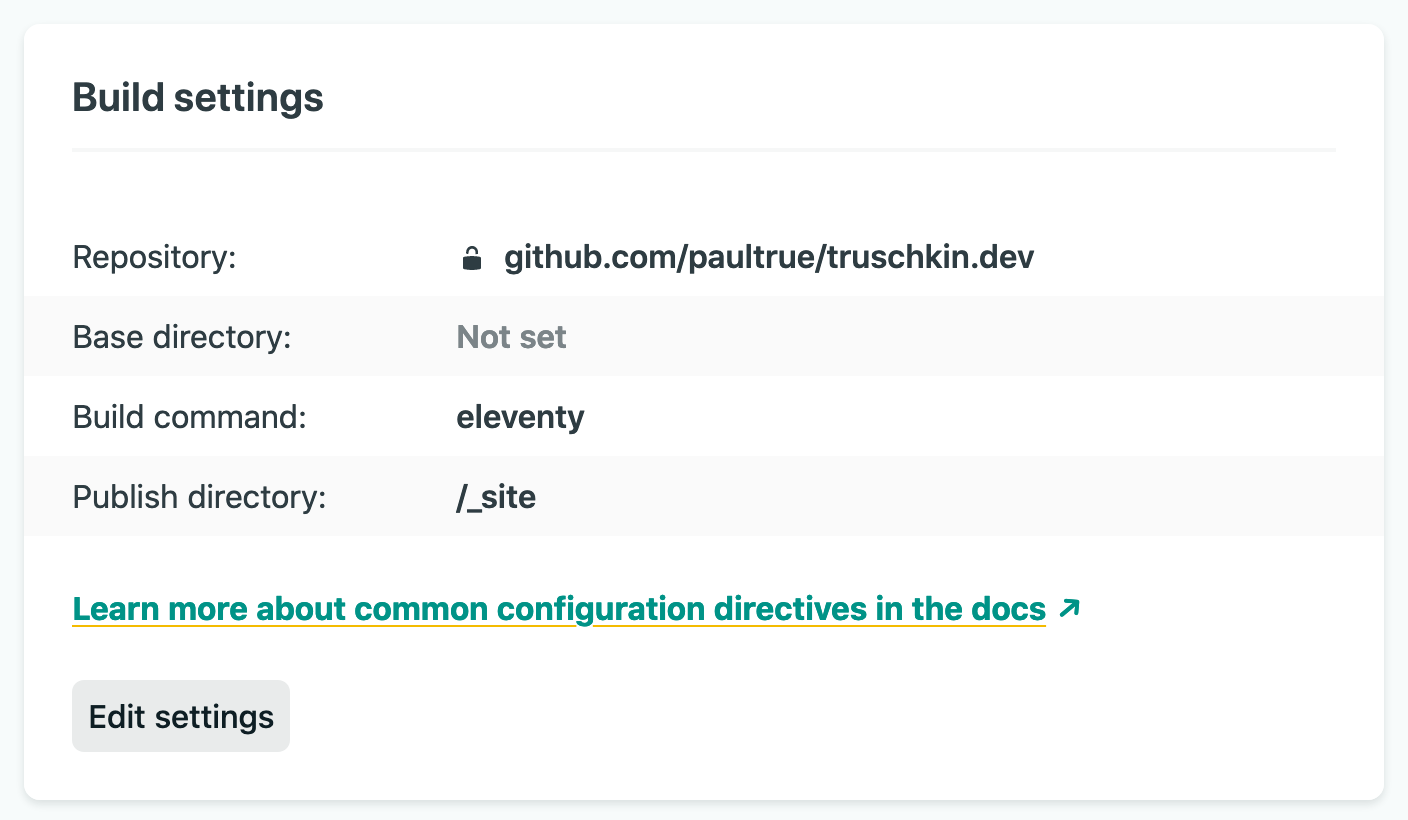 Build settings
Repository: github.com/paultrue/truschkin.dev
Base directory: Not set
Build command: eleventy
Publish directory: /_site
Learn more about common configuration directives in the docs
Edit settings